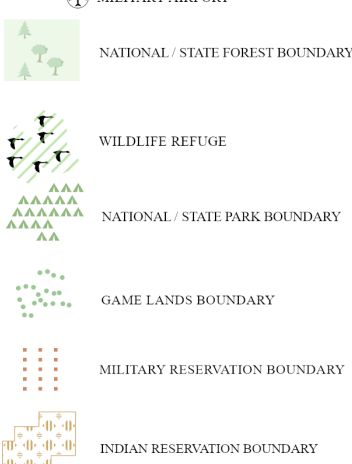 MILITARY AIRPORT
NATIONAL / STATE FOREST BOUNDARY
WILDLIFE REFUGE
NATIONAL / STATE PARK BOUNDARY
GAME LANDS BOUNDARY
MILITARY RESERVATION BOUNDARY
INDIAN RESERVATION BOUNDARY